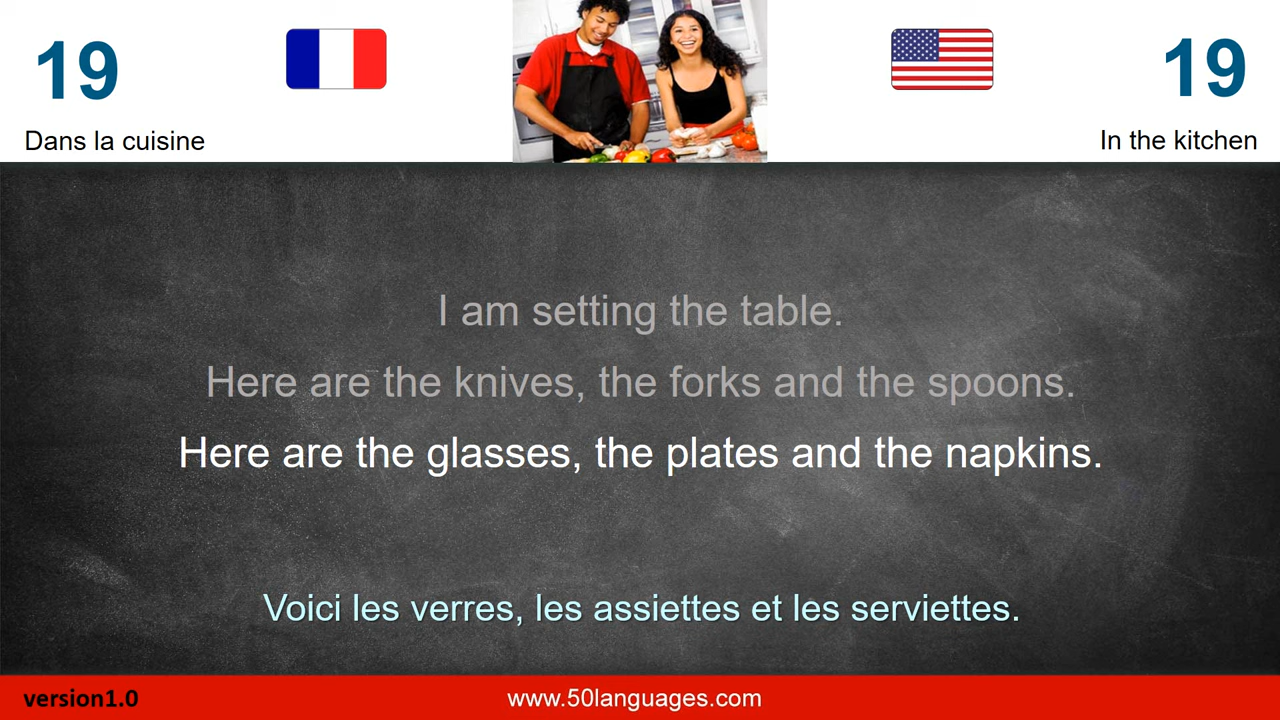 19
19
Dans la cuisine
In the kitchen
I am setting the table.
Here are the knives, the forks and the spoons.
Here are the glasses, the plates and the napkins.
Voici les verres, les assiettes et les serviettes.
version1.0
www.50languages.com